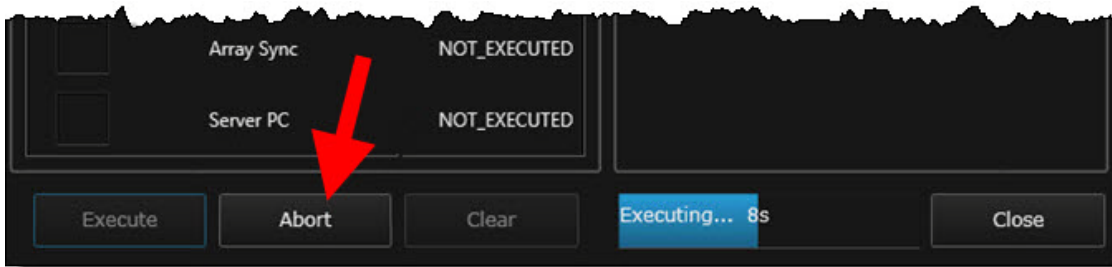 Array Sync NOT_EXECUTED
Server PC NOT_EXECUTED
Execute Abort Clear Executing... 8s Close